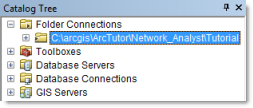 Catalog Tree
Folder Connections
C:\arcgis\ArcTutor\Network_Analyst\Tutorial
Toolboxes
Database Servers
Database Connections
GIS Servers